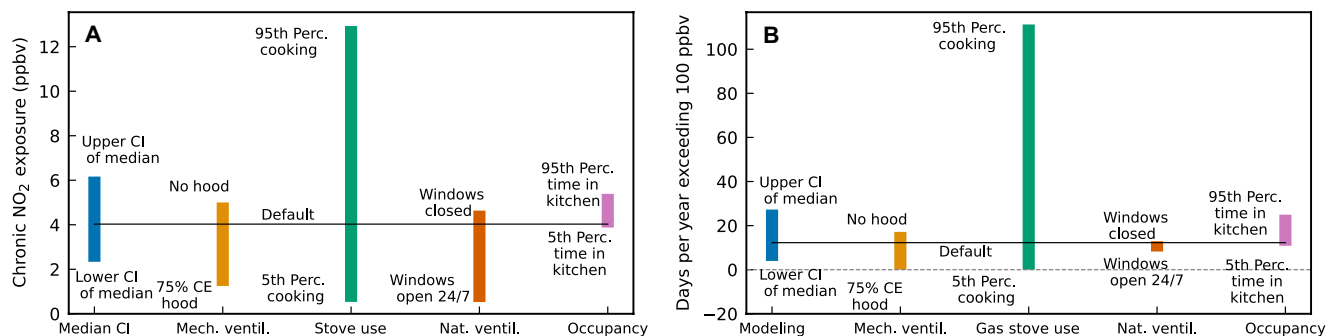 A
Chronic NO₂ exposure (ppbv)
12
10
8
6
4
2
0
95th Perc.
cooking
Upper CI
of median
No hood
Default
Windows
closed
95th Perc.
time in
kitchen
5th Perc.
time in
kitchen
Lower CI
of median
75% CE
hood
5th Perc.
cooking
Windows
open 24/7
Median CI
Mech. ventil.
Stove use
Nat. ventil.
Occupancy
B
Days per year exceeding 100 ppbv
100
80
60
40
20
0
−20
95th Perc.
cooking
Upper CI
of median
No hood
Default
Windows
closed
95th Perc.
time in
kitchen
Lower CI
of median
75% CE
hood
5th Perc.
cooking
Windows
open 24/7
5th Perc.
time in
kitchen
Modeling
Mech. ventil.
Gas stove use
Nat. ventil.
Occupancy